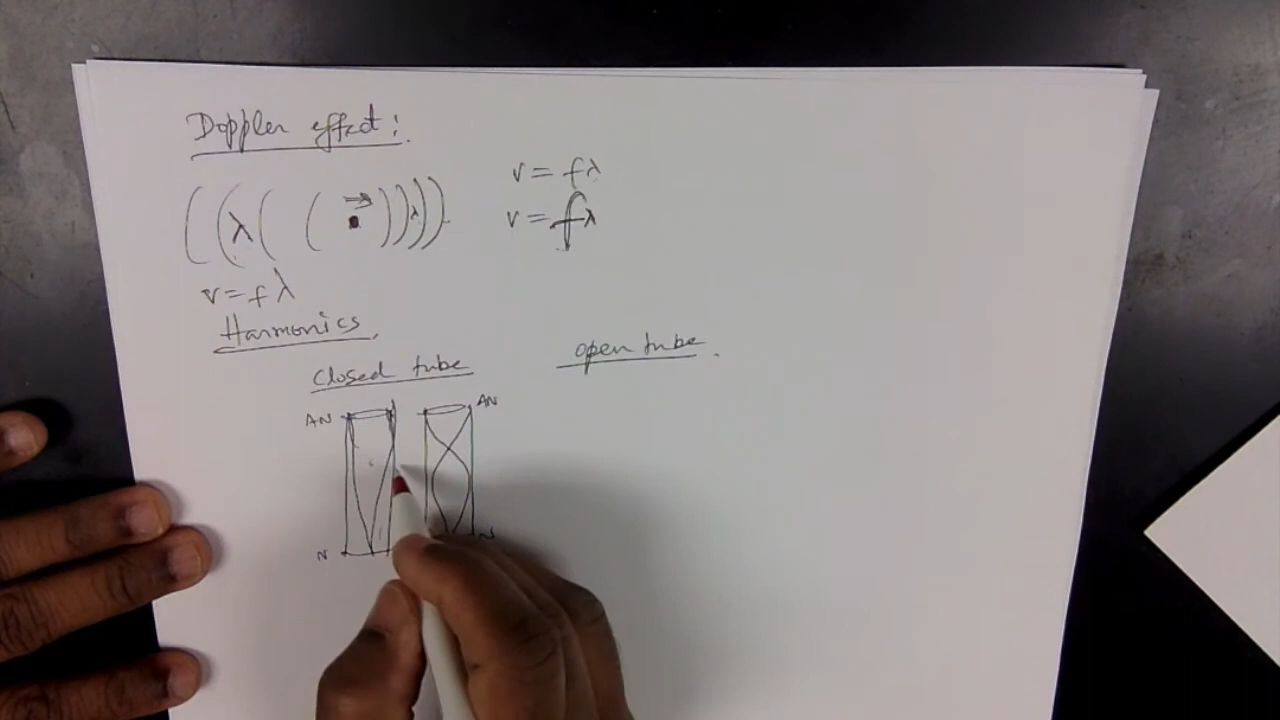 Doppler effect:
( ( λ ( ( ) ) ) λ ) )
v = fλ
v = fλ
v = fλ
Harmonics.
closed tube
open tube.
AN
AN
N
N